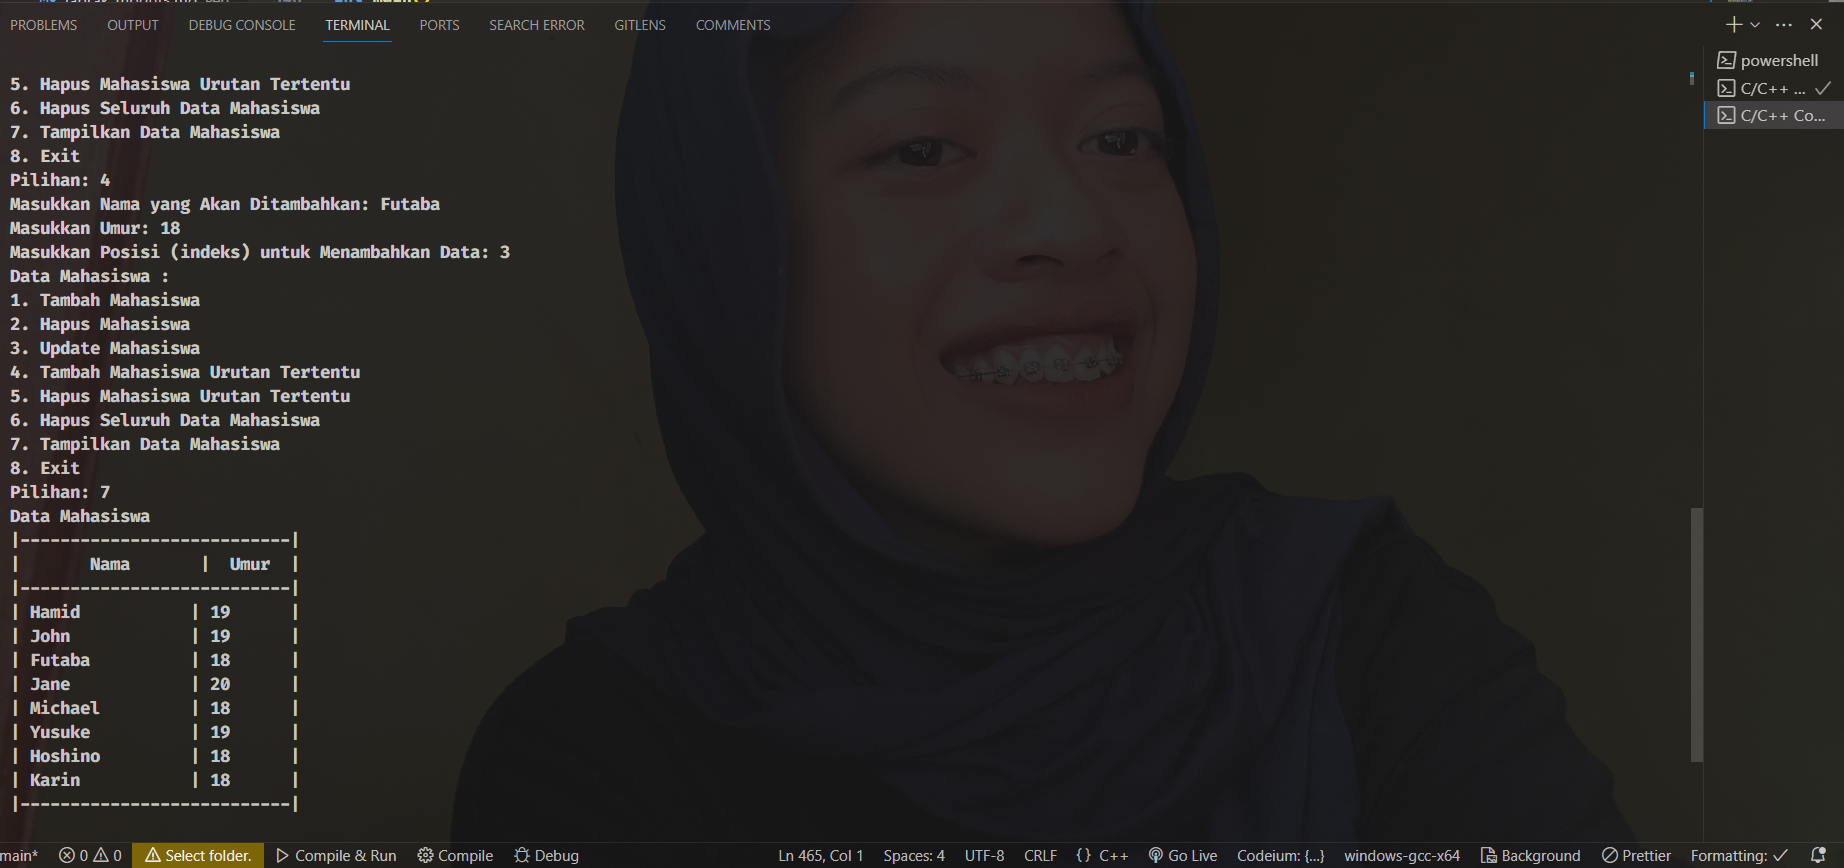 PROBLEMS OUTPUT DEBUG CONSOLE TERMINAL PORTS SEARCH ERROR GITLENS COMMENTS
powershell
C/C++ ...
C/C++ Co...
5. Hapus Mahasiswa Urutan Tertentu
6. Hapus Seluruh Data Mahasiswa
7. Tampilkan Data Mahasiswa
8. Exit
Pilihan: 4
Masukkan Nama yang Akan Ditambahkan: Futaba
Masukkan Umur: 18
Masukkan Posisi (indeks) untuk Menambahkan Data: 3
Data Mahasiswa :
1. Tambah Mahasiswa
2. Hapus Mahasiswa
3. Update Mahasiswa
4. Tambah Mahasiswa Urutan Tertentu
5. Hapus Mahasiswa Urutan Tertentu
6. Hapus Seluruh Data Mahasiswa
7. Tampilkan Data Mahasiswa
8. Exit
Pilihan: 7
Data Mahasiswa
|---------------------------|
|       Nama       |  Umur  |
|---------------------------|
| Hamid           | 19      |
| John            | 19      |
| Futaba          | 18      |
| Jane            | 20      |
| Michael         | 18      |
| Yusuke          | 19      |
| Hoshino         | 18      |
| Karin           | 18      |
|---------------------------|
main* 0 0 Select folder. Compile & Run Compile Debug Ln 465, Col 1 Spaces: 4 UTF-8 CRLF {} C++ Go Live Codeium: {...} windows-gcc-x64 Background Prettier Formatting: